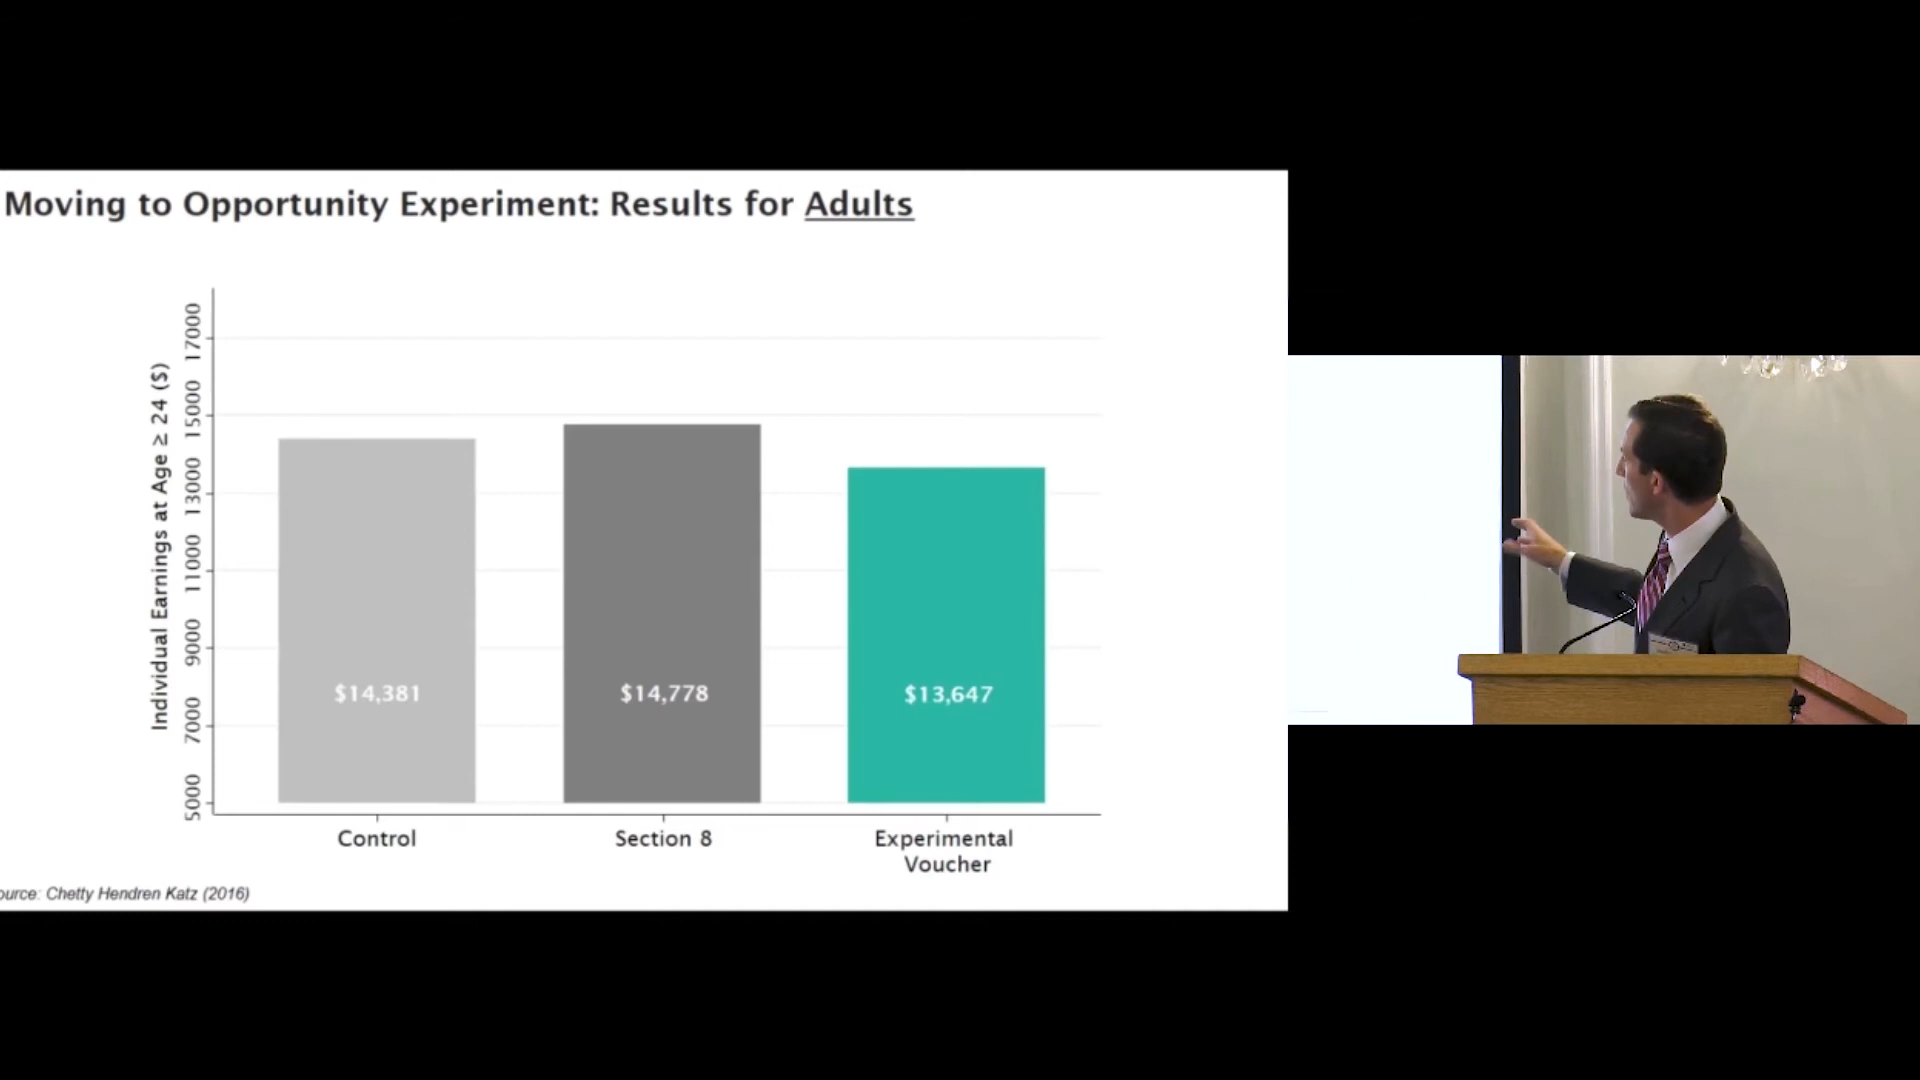 Moving to Opportunity Experiment: Results for Adults
Individual Earnings at Age ≥ 24 ($)
17000
15000
13000
11000
9000
7000
5000
$14,381
$14,778
$13,647
Control
Section 8
Experimental
Voucher
ource: Chetty Hendren Katz (2016)